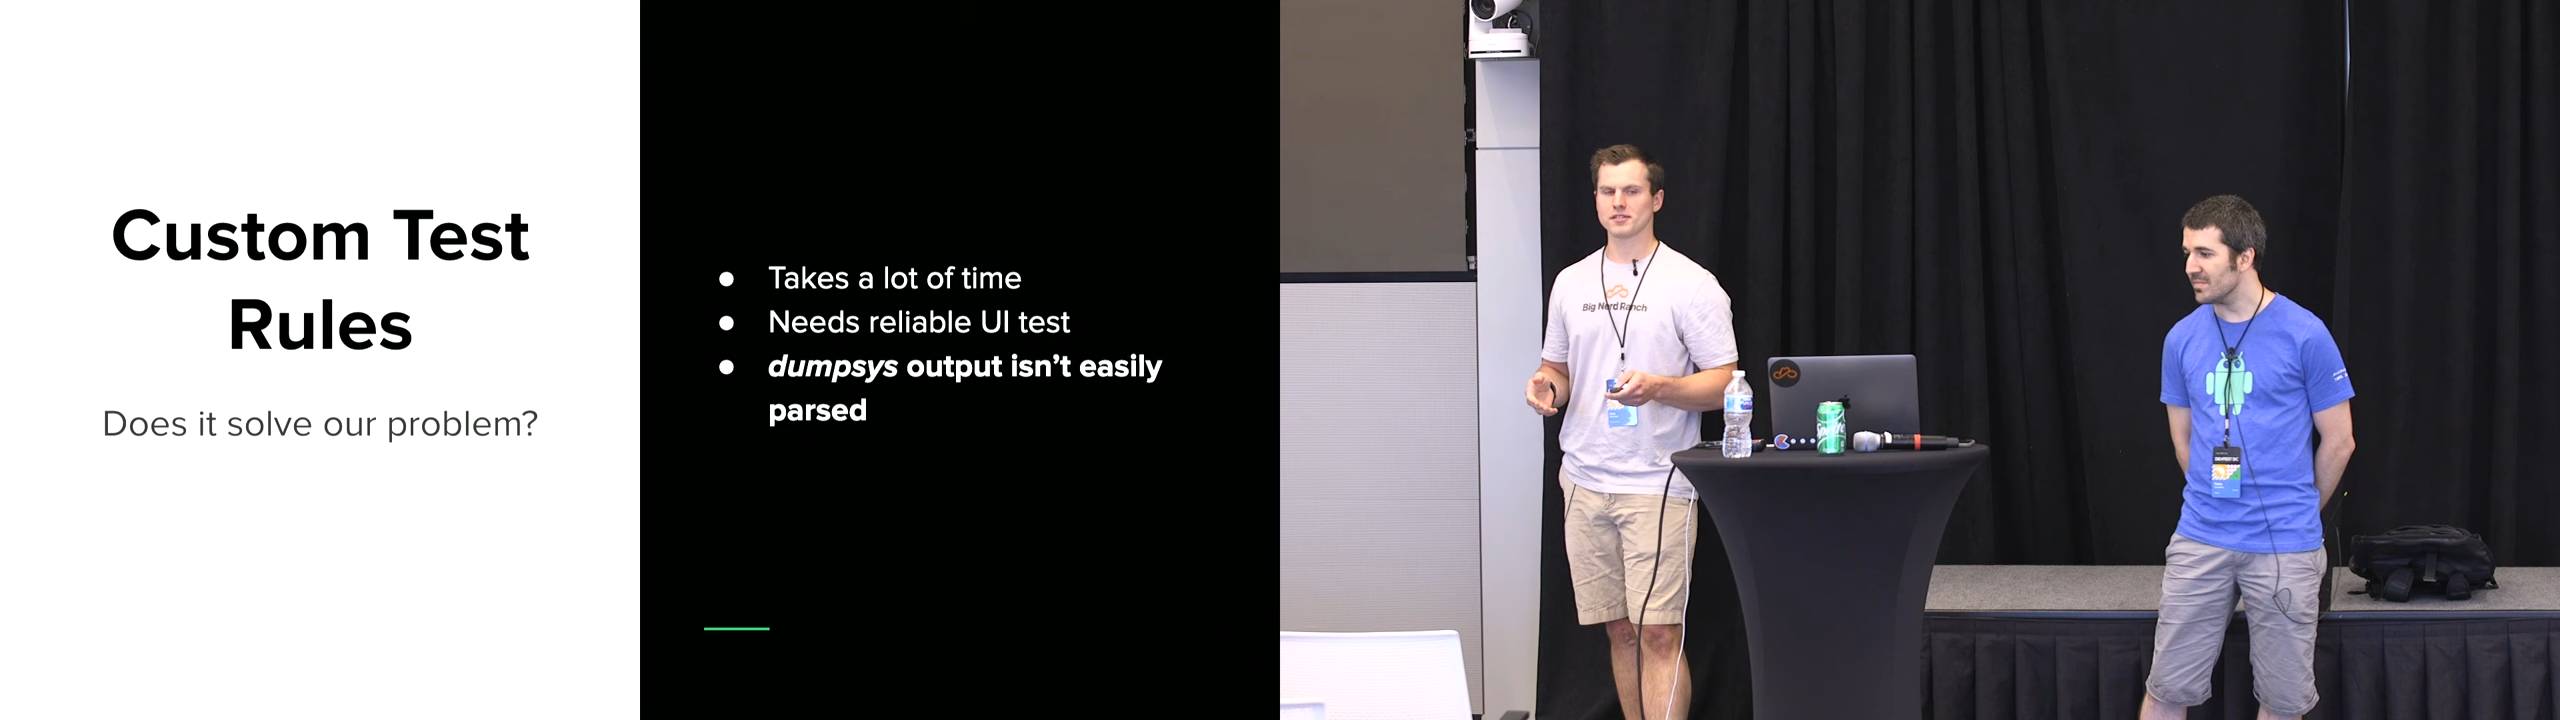 Custom Test
Rules
Does it solve our problem?
● Takes a lot of time
● Needs reliable UI test
● dumpsys output isn't easily
parsed
Big Nerd Ranch
Sprite